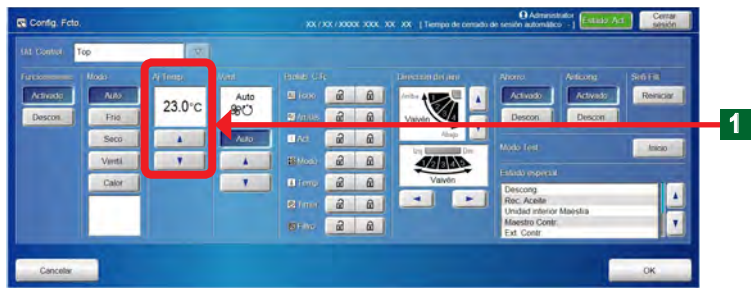 Config. Fcto.
XX / XX / XXXX XXX. XX XX [ Tiempo de cerrado de sesión automático - ]
Administrator
Estado Act.
Cerrar sesión
Ud. Control
Top
Funcionamiento
Modo
Aj Temp.
Vent.
Prohib. C.R.
Dirección del aire
Ahorro
Anticong.
Señ Filt.
Activado
Descon.
Auto
Frío
Seco
Ventil.
Calor
23.0°C
Auto
Auto
Todo
Act.
Modo
Temp.
Timer
Filtro
Arriba
Vaivén
Abajo
Izq
Der
Vaivén
Activado
Descon.
Activado
Descon.
Reiniciar
Modo Test
Inicio
Estado especial
Descong.
Rec. Aceite
Unidad interior Maestra
Maestro Contr.
Ext. Contr
Cancelar
OK
1